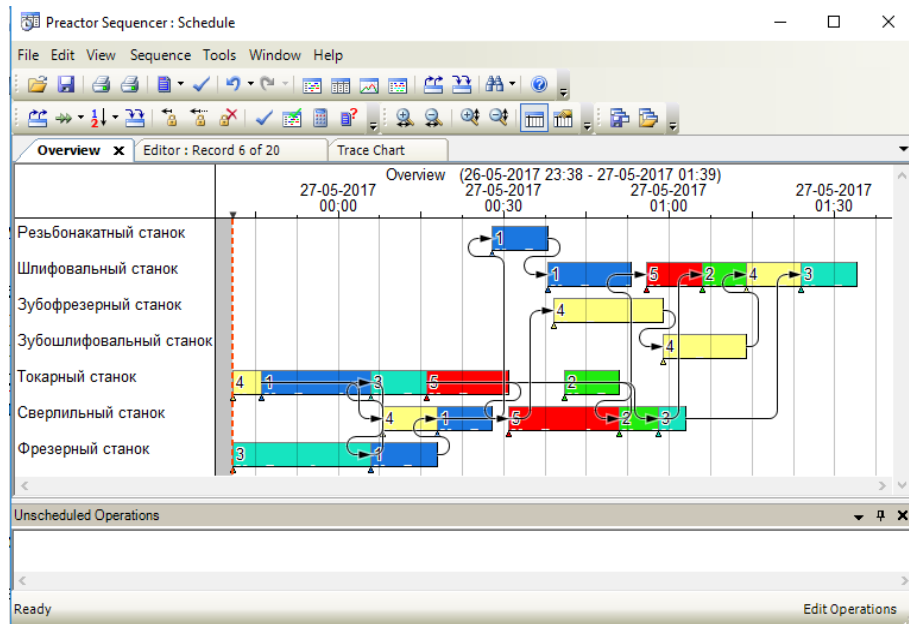 Preactor Sequencer : Schedule
File Edit View Sequence Tools Window Help
Overview X Editor : Record 6 of 20 Trace Chart
Overview (26-05-2017 23:38 - 27-05-2017 01:39)
27-05-2017 27-05-2017 27-05-2017 27-05-2017
00:00 00:30 01:00 01:30
Резьбонакатный станок 1
Шлифовальный станок 1 5 2 4 3
Зубофрезерный станок 4
Зубошлифовальный станок 4
Токарный станок 4 1 3 5 2
Сверлильный станок 4 1 5 2 3
Фрезерный станок 3 1
Unscheduled Operations
Ready Edit Operations